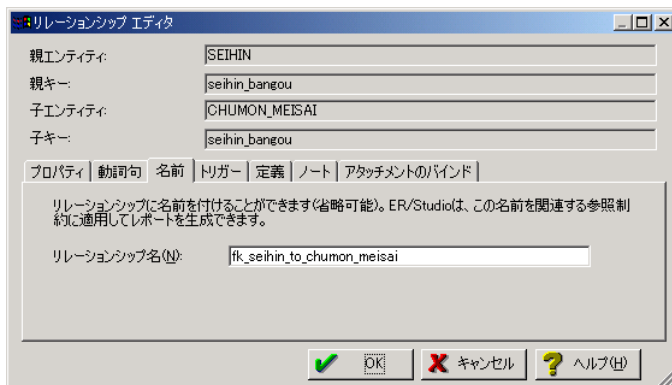 リレーションシップ エディタ
親エンティティ: SEIHIN
親キー: seihin_bangou
子エンティティ: CHUMON_MEISAI
子キー: seihin_bangou
プロパティ 動詞句 名前 トリガー 定義 ノート アタッチメントのバインド
リレーションシップに名前を付けることができます(省略可能)。ER/Studioは、この名前を関連する参照制
約に適用してレポートを生成できます。
リレーションシップ名(N): fk_seihin_to_chumon_meisai
OK キャンセル ヘルプ(H)